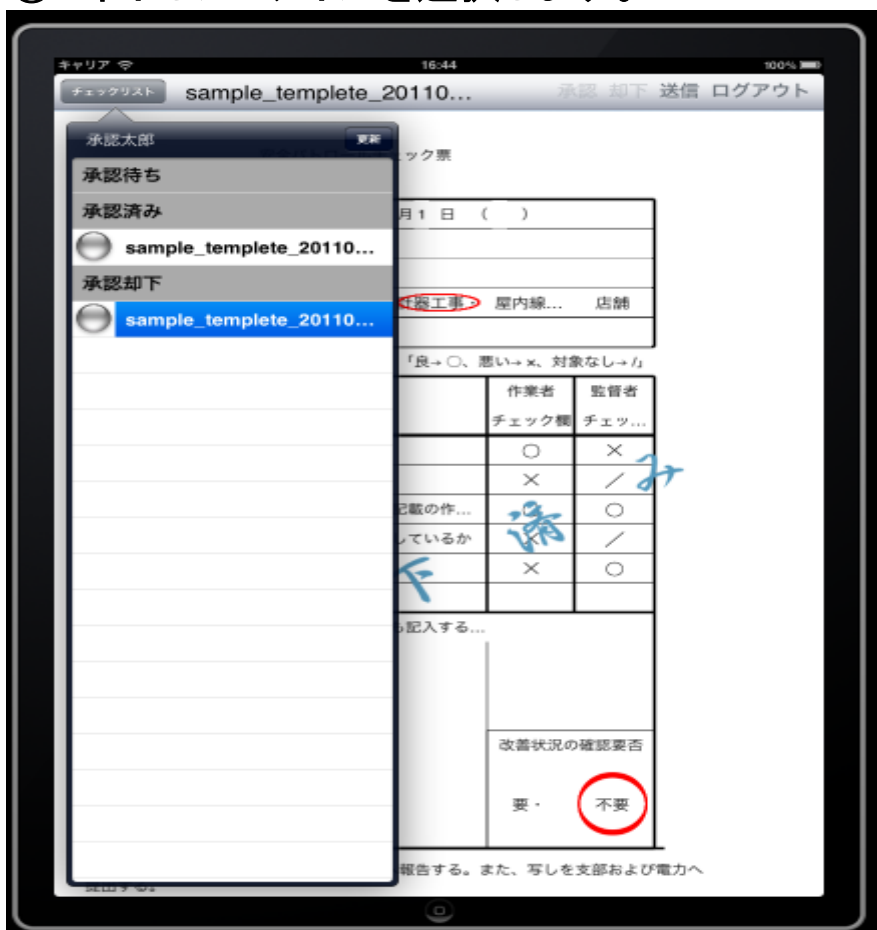 キャリア 16:44 100%
チェックリスト sample_templete_20110... 承認 却下 送信 ログアウト
承認太郎 更新
ック票
承認待ち
承認済み
月1 日 ( )
sample_templete_20110...
承認却下
器工事・ 屋内線... 店舗
sample_templete_20110...
「良→○、悪い→×、対象なし→/」
作業者 監督者
チェック欄 チェッ...
○ ×
× /
み
記載の作... ○
済
しているか × /
× ○
下
記入する...
改善状況の確認要否
要・ 不要
報告する。また、写しを支部および電力へ
提出する。